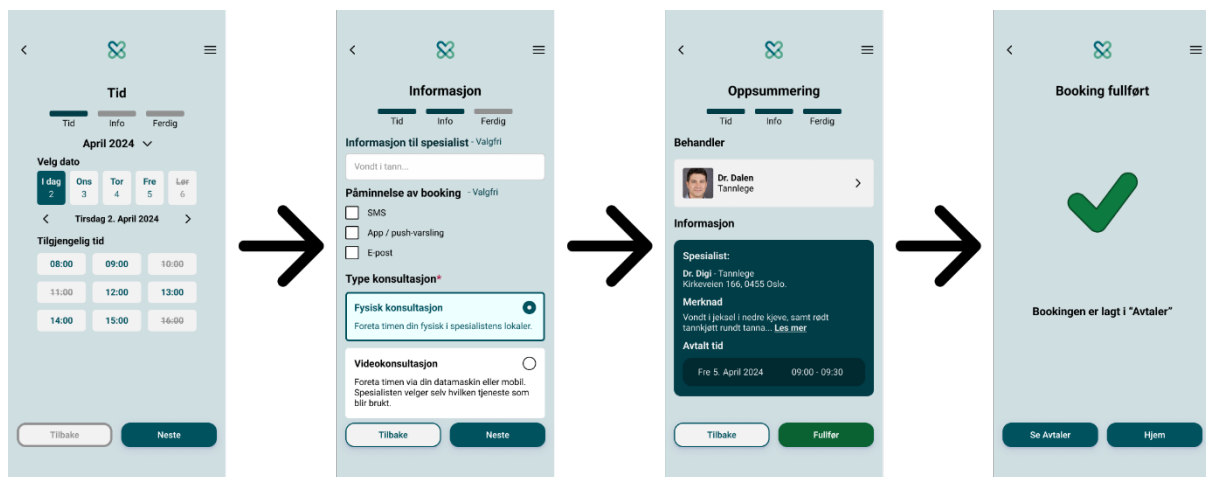 Tid
Tid Info Ferdig
April 2024
Velg dato
I dag Ons Tor Fre Lør
2 3 4 5 6
Tirsdag 2. April 2024
Tilgjengelig tid
08:00 09:00 10:00
11:00 12:00 13:00
14:00 15:00 16:00
Tilbake Neste
Informasjon
Tid Info Ferdig
Informasjon til spesialist - Valgfri
Vondt i tann...
Påminnelse av booking - Valgfri
SMS
App / push-varsling
E-post
Type konsultasjon*
Fysisk konsultasjon
Foreta timen din fysisk i spesialistens lokaler.
Videokonsultasjon
Foreta timen via din datamaskin eller mobil.
Spesialisten velger selv hvilken tjeneste som
blir brukt.
Tilbake Neste
Oppsummering
Tid Info Ferdig
Behandler
Dr. Dalen
Tannlege
Informasjon
Spesialist:
Dr. Digi - Tannlege
Kirkeveien 166, 0455 Oslo.
Merknad
Vondt i jeksel i nedre kjeve, samt rødt
tannkjøtt rundt tanna... Les mer
Avtalt tid
Fre 5. April 2024 09:00 - 09:30
Tilbake Fullfør
Booking fullført
Bookingen er lagt i "Avtaler"
Se Avtaler Hjem